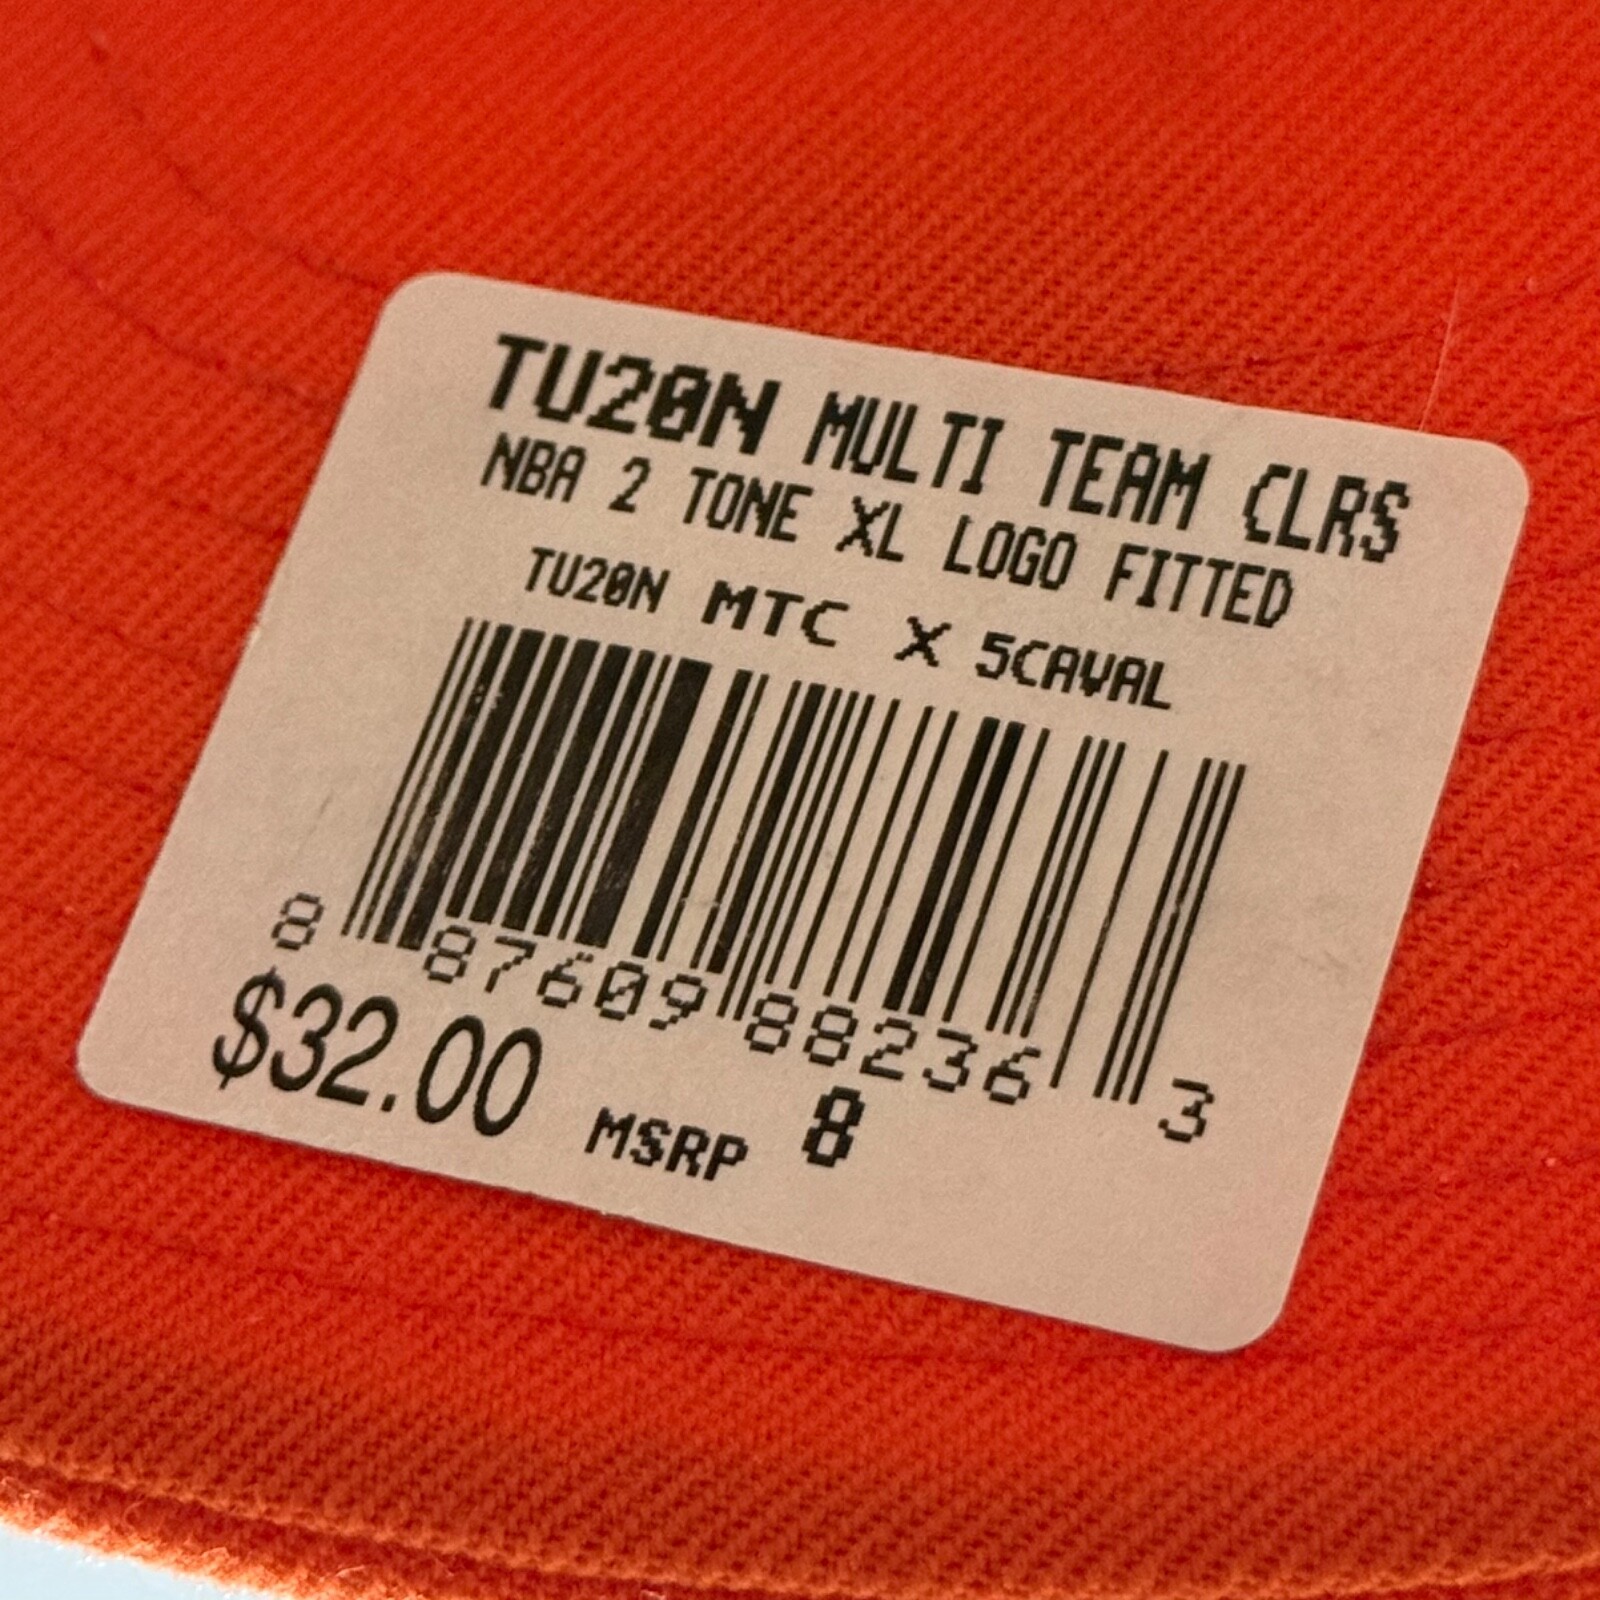 TU20N MULTI TEAM CLRS
NBA 2 TONE XL LOGO FITTED
TU20N MTC X 5CAVAL
8 87609 88236 3
$32.00 MSRP 8